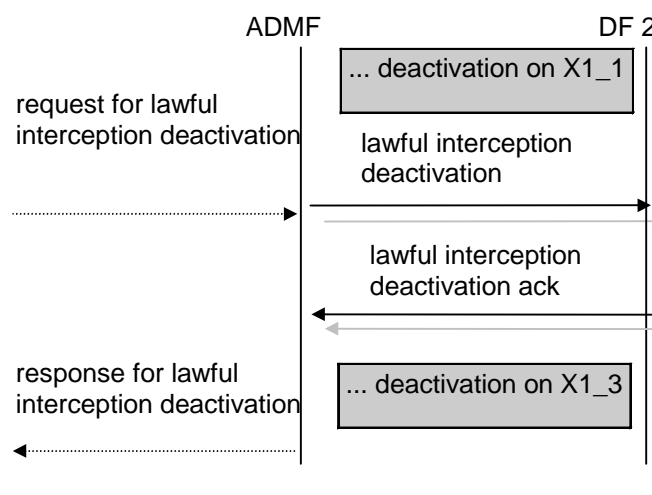 ADMF
DF 2
... deactivation on X1_1
request for lawful
interception deactivation
lawful interception
deactivation
lawful interception
deactivation ack
response for lawful
interception deactivation
... deactivation on X1_3